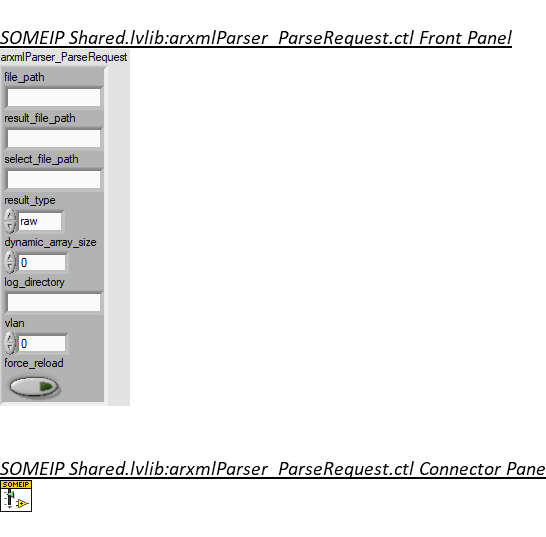 SOMEIP Shared.lvlib:arxmlParser_ParseRequest.ctl Front Panel
arxmlParser_ParseRequest
file_path
result_file_path
select_file_path
result_type
raw
dynamic_array_size
0
log_directory
vlan
0
force_reload
SOMEIP Shared.lvlib:arxmlParser_ParseRequest.ctl Connector Pane
SOMEIP